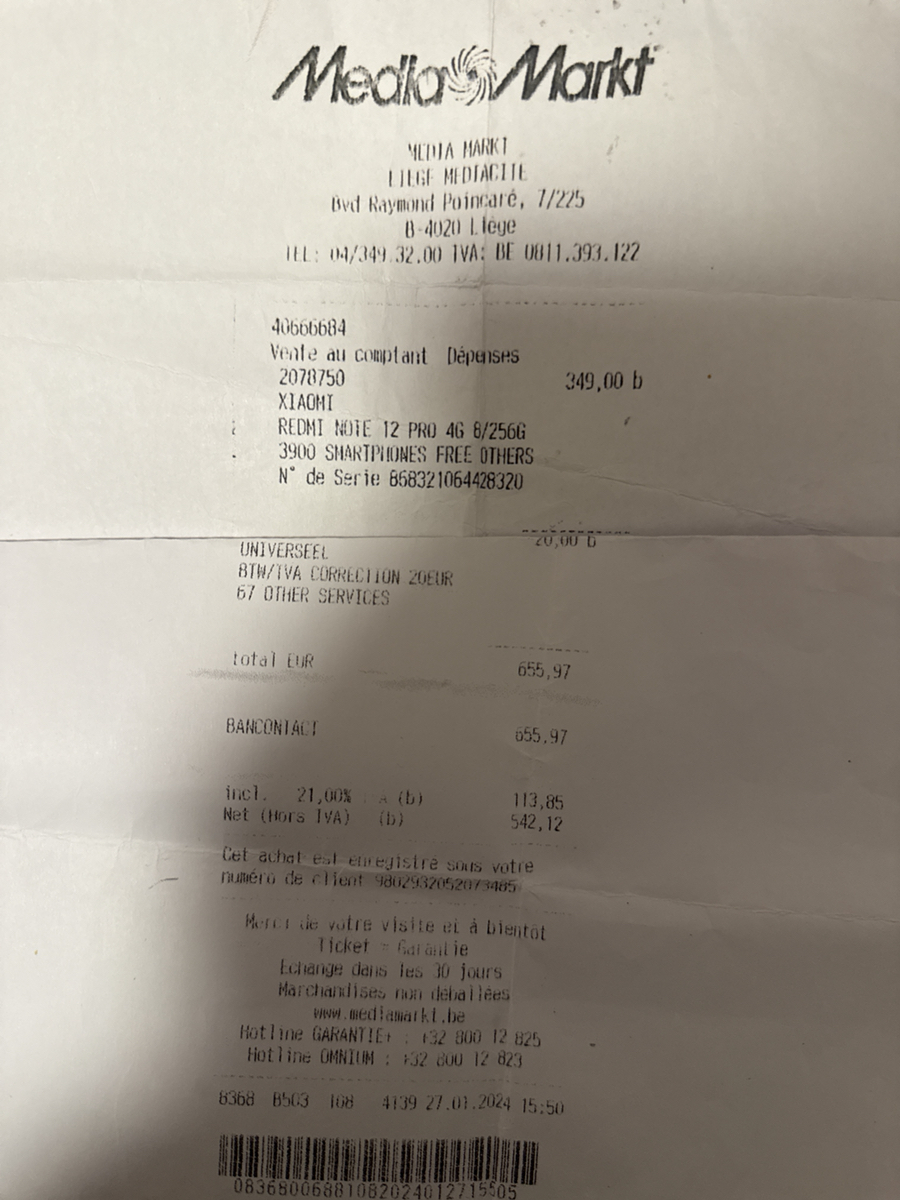 Media Markt
MEDIA MARKT
LIEGE MEDIACITE
Bvd Raymond Poincaré, 7/225
B-4020 Liège
TEL: 04/349.32.00 TVA: BE 0811.393.122
40666684
Vente au comptant Dépenses
2078750 349,00 b
XIAOMI
REDMI NOTE 12 PRO 4G 8/256G
3900 SMARTPHONES FREE OTHERS
N° de Serie 868321064428320
20,00 b
UNIVERSEEL
BTW/TVA CORRECTION 20EUR
67 OTHER SERVICES
total EUR 655,97
BANCONTACT 655,97
incl. 21,00% (b) 113,85
Net (Hors TVA) (b) 542,12
Cet achat est enregistré sous votre
numéro de client 9802932052073485
Merci de votre visite et à bientôt
Ticket = Garantie
Echange dans les 30 jours
Marchandises non déballées
www.mediamarkt.be
Hotline GARANTIE+ : +32 800 12 825
Hotline OMNIUM : +32 800 12 823
8368 B503 168 4139 27.01.2024 15:50